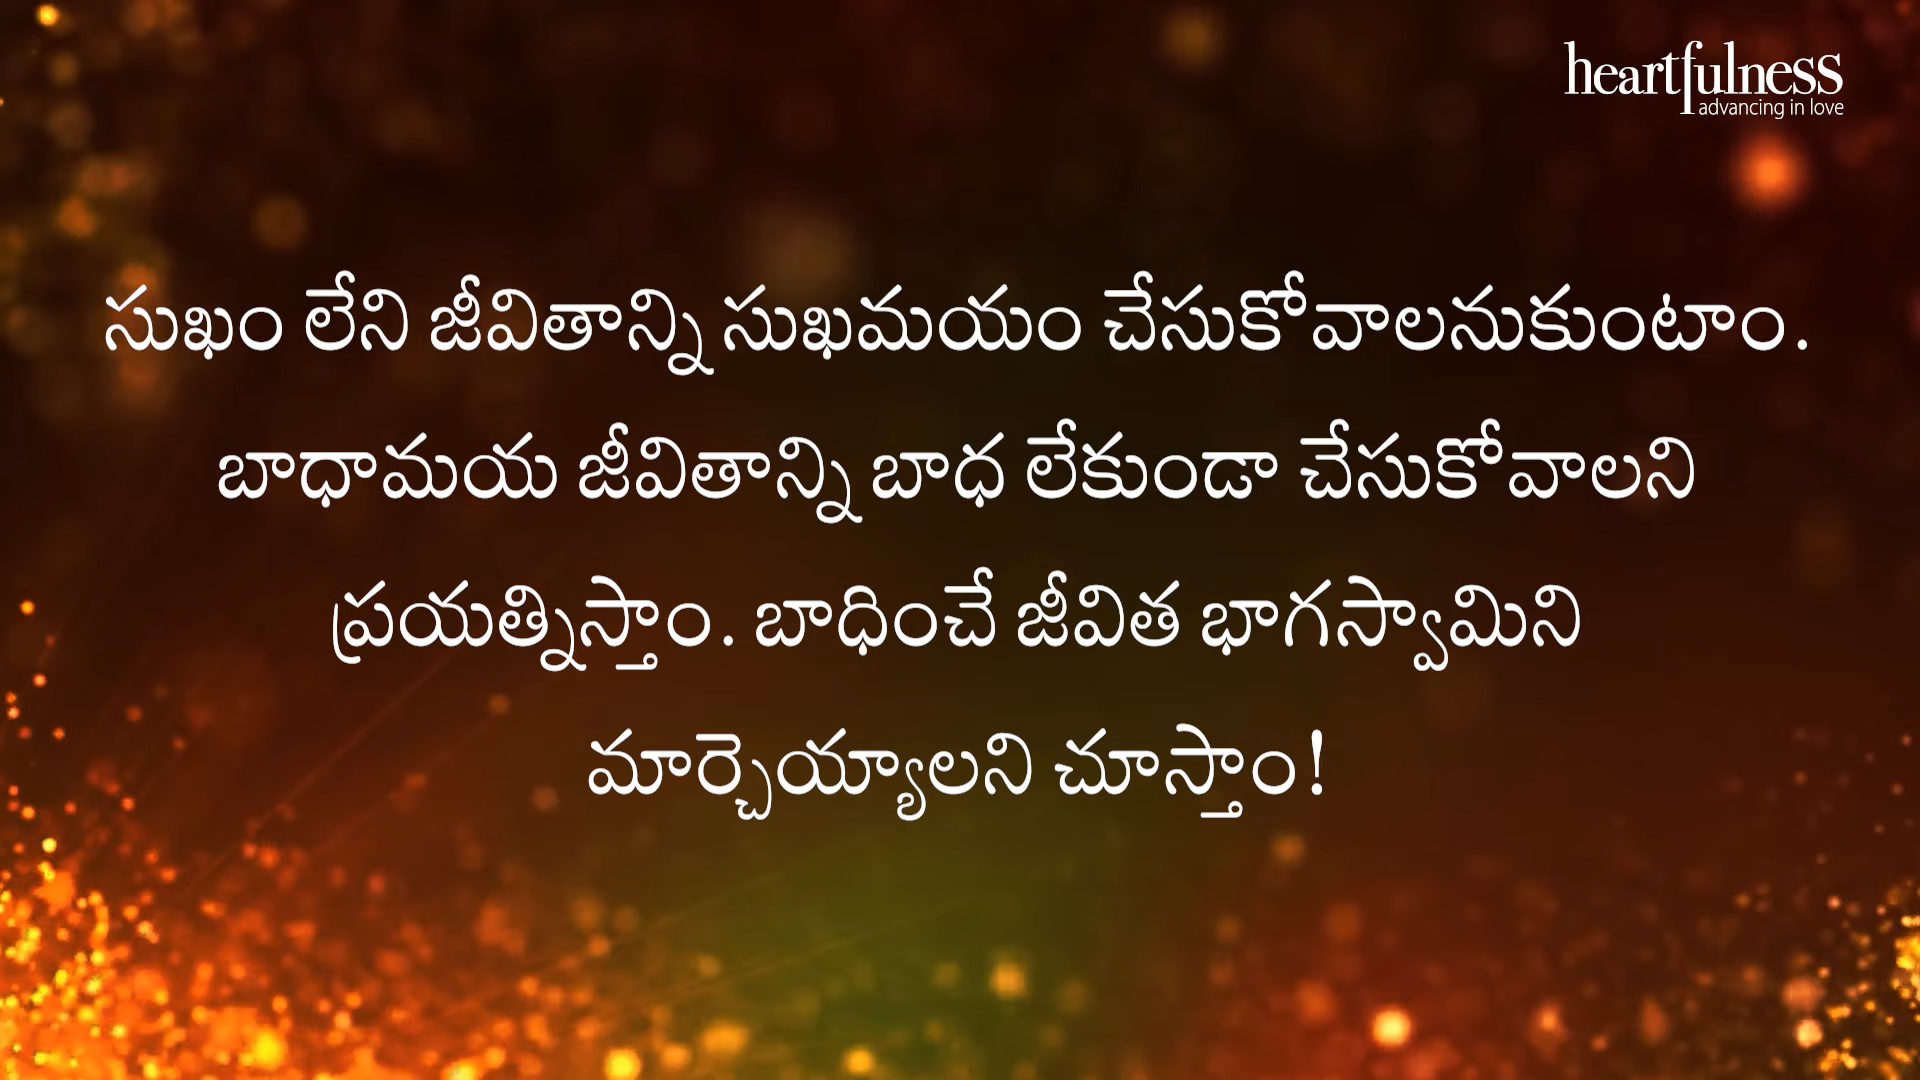 heartfulness
advancing in love
సుఖం లేని జీవితాన్ని సుఖమయం చేసుకోవాలనుకుంటాం.
బాధామయ జీవితాన్ని బాధ లేకుండా చేసుకోవాలని
ప్రయత్నిస్తాం. బాధించే జీవిత భాగస్వామిని
మార్చెయ్యాలని చూస్తాం!